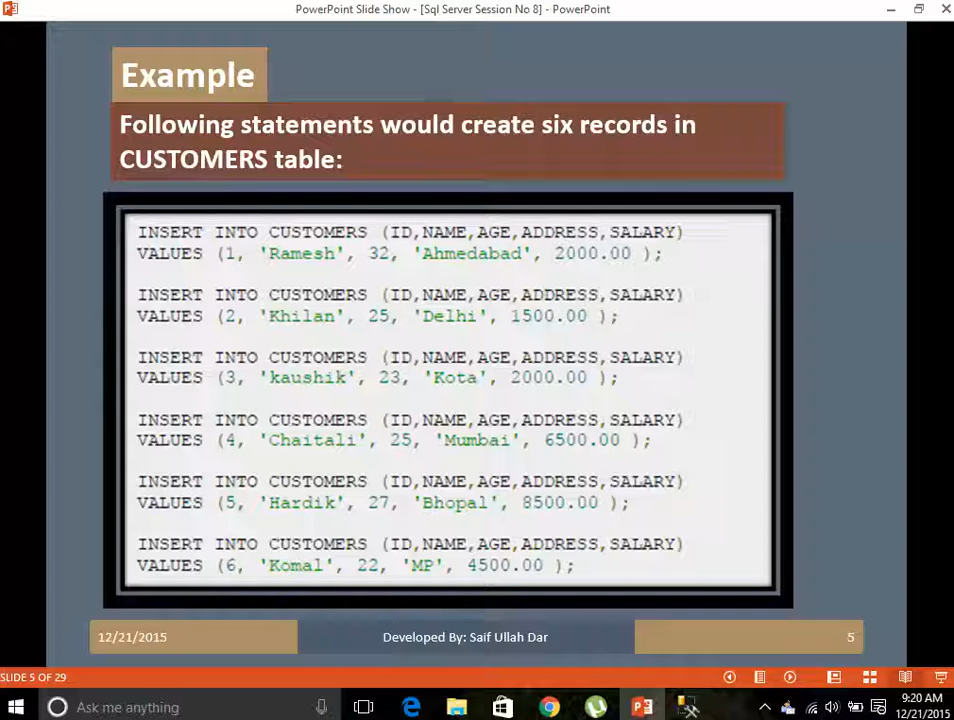 PowerPoint Slide Show - [Sql Server Session No 8] - PowerPoint
Example
Following statements would create six records in
CUSTOMERS table:
INSERT INTO CUSTOMERS (ID,NAME,AGE,ADDRESS,SALARY)
VALUES (1, 'Ramesh', 32, 'Ahmedabad', 2000.00 );
INSERT INTO CUSTOMERS (ID,NAME,AGE,ADDRESS,SALARY)
VALUES (2, 'Khilan', 25, 'Delhi', 1500.00 );
INSERT INTO CUSTOMERS (ID,NAME,AGE,ADDRESS,SALARY)
VALUES (3, 'kaushik', 23, 'Kota', 2000.00 );
INSERT INTO CUSTOMERS (ID,NAME,AGE,ADDRESS,SALARY)
VALUES (4, 'Chaitali', 25, 'Mumbai', 6500.00 );
INSERT INTO CUSTOMERS (ID,NAME,AGE,ADDRESS,SALARY)
VALUES (5, 'Hardik', 27, 'Bhopal', 8500.00 );
INSERT INTO CUSTOMERS (ID,NAME,AGE,ADDRESS,SALARY)
VALUES (6, 'Komal', 22, 'MP', 4500.00 );
12/21/2015 Developed By: Saif Ullah Dar 5
SLIDE 5 OF 29
Ask me anything
9:20 AM
12/21/2015